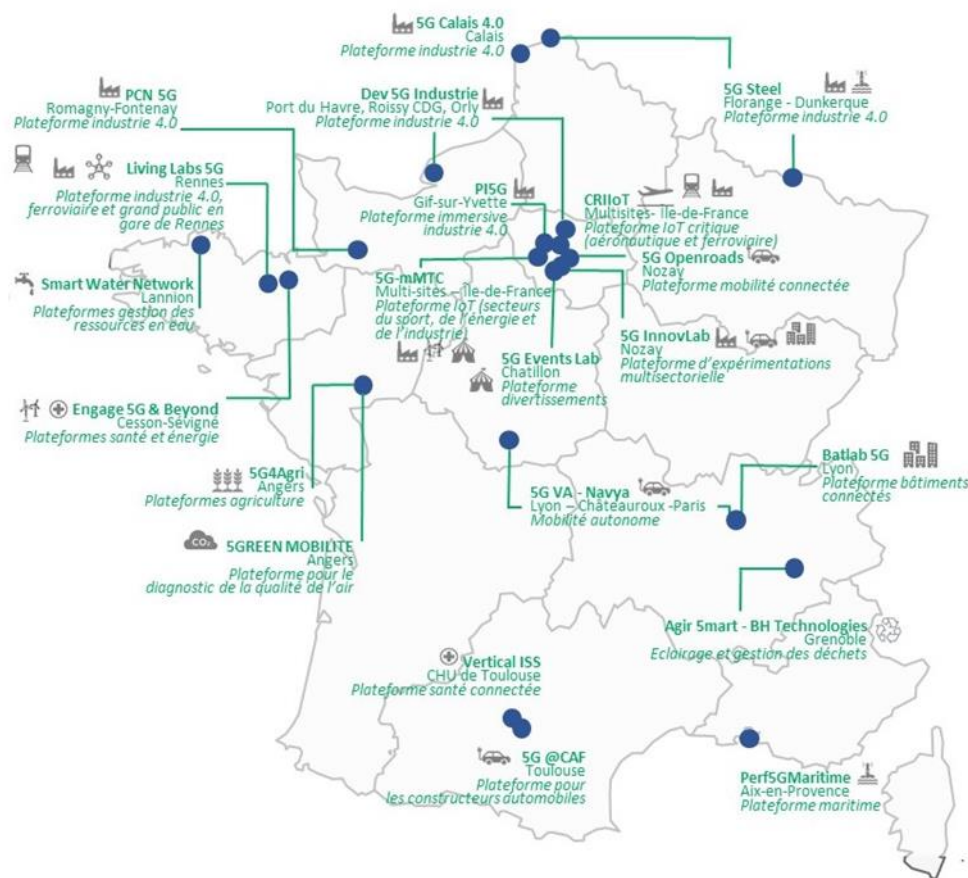 5G Calais 4.0
Calais
Plateforme industrie 4.0
PCN 5G
Romagny-Fontenay
Plateforme industrie 4.0
Dev 5G Industrie
Port du Havre, Roissy CDG, Orly
Plateforme industrie 4.0
5G Steel
Florange - Dunkerque
Plateforme industrie 4.0
Living Labs 5G
Rennes
Plateforme industrie 4.0,
ferroviaire et grand public en
gare de Rennes
PI5G
Gif-sur-Yvette
Plateforme immersive
industrie 4.0
CRIIoT
Multisites- Ile-de-France
Plateforme IoT critique
(aéronautique et ferroviaire)
5G Openroads
Nozay
Plateforme mobilité connectée
Smart Water Network
Lannion
Plateformes gestion des
ressources en eau
5G-mMTC
Multi-sites – Île-de-France
Plateforme IoT (secteurs
du sport, de l'énergie et
de l'industrie)
5G InnovLab
Nozay
Plateforme d'expérimentations
multisectorielle
5G Events Lab
Chatillon
Plateforme
divertissements
Engage 5G & Beyond
Cesson-Sévigné
Plateformes santé et énergie
5G4Agri
Angers
Plateformes agriculture
5G VA - Navya
Lyon – Châteauroux -Paris
Mobilité autonome
Batlab 5G
Lyon
Plateforme bâtiments
connectés
CO₂
5GREEN MOBILITE
Angers
Plateforme pour le
diagnostic de la qualité de l'air
Agir 5mart - BH Technologies
Grenoble
Eclairage et gestion des déchets
Vertical ISS
CHU de Toulouse
Plateforme santé connectée
5G @CAF
Toulouse
Plateforme pour
les constructeurs automobiles
Perf5GMaritime
Aix-en-Provence
Plateforme maritime